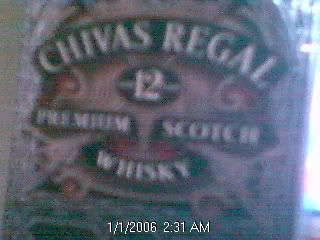 CHIVAS REGAL
12
PREMIUM SCOTCH
WHISKY
1/1/2006 2:31 AM